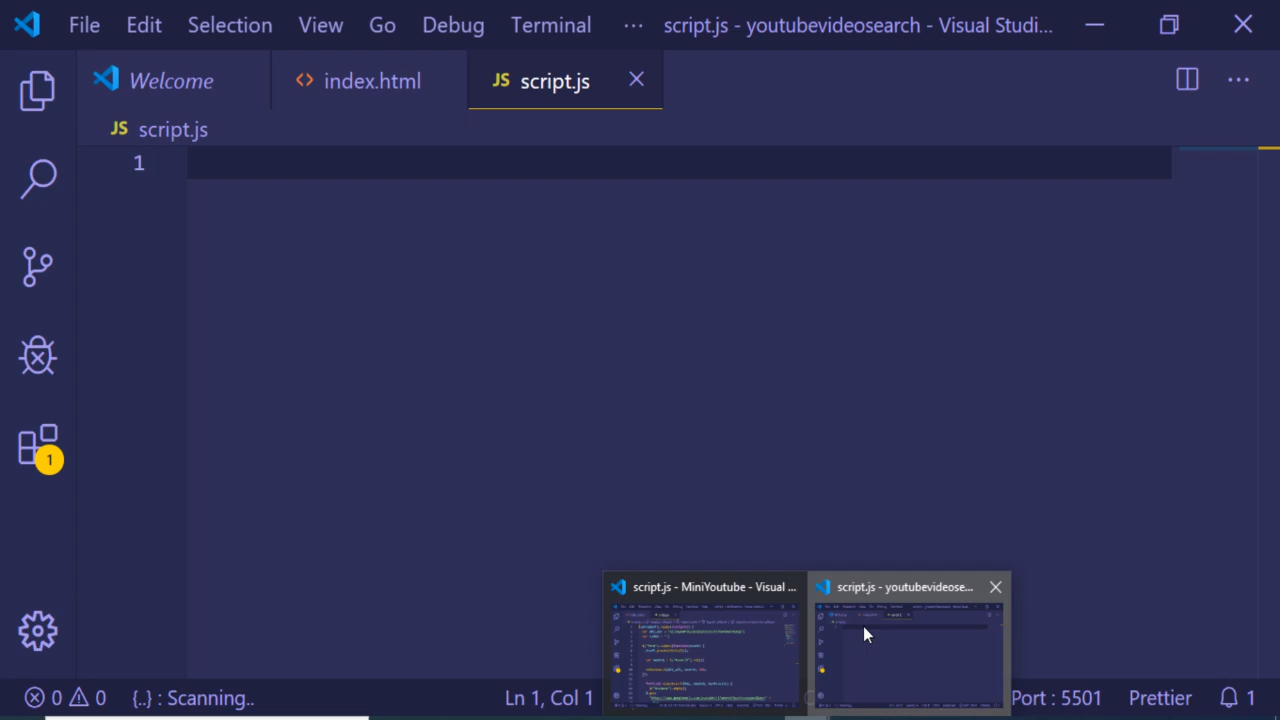 File Edit Selection View Go Debug Terminal ··· script.js - youtubevideosearch - Visual Studi...
Welcome index.html JS script.js
JS script.js
1
1
script.js - MiniYoutube - Visual ... script.js - youtubevideose...
0 0 {.} : Scanning.. Ln 1, Col 1 Port : 5501 Prettier 1